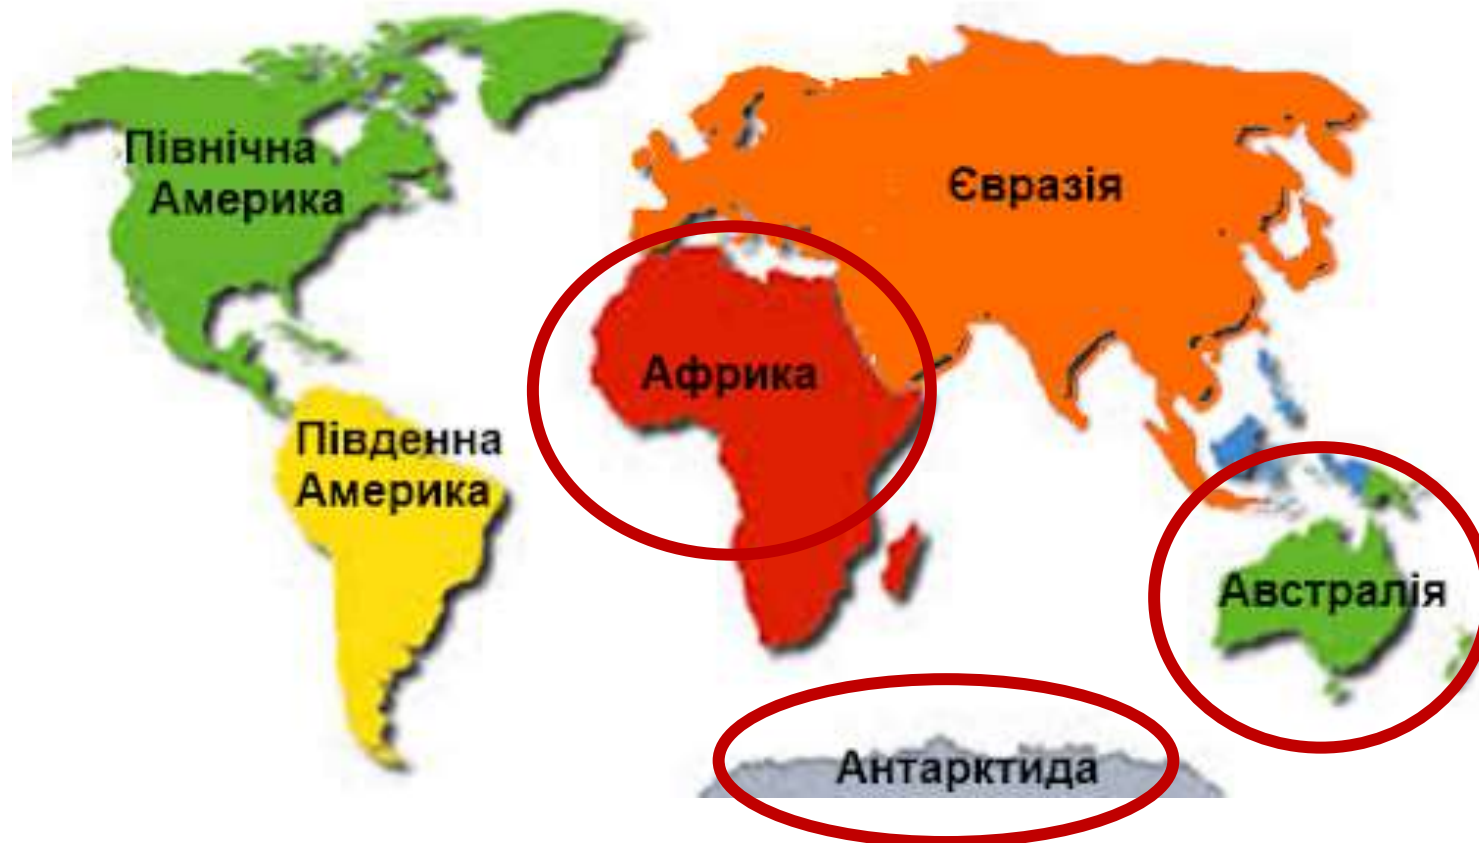 Північна
Америка
Євразія
Африка
Південна
Америка
Австралія
Антарктида